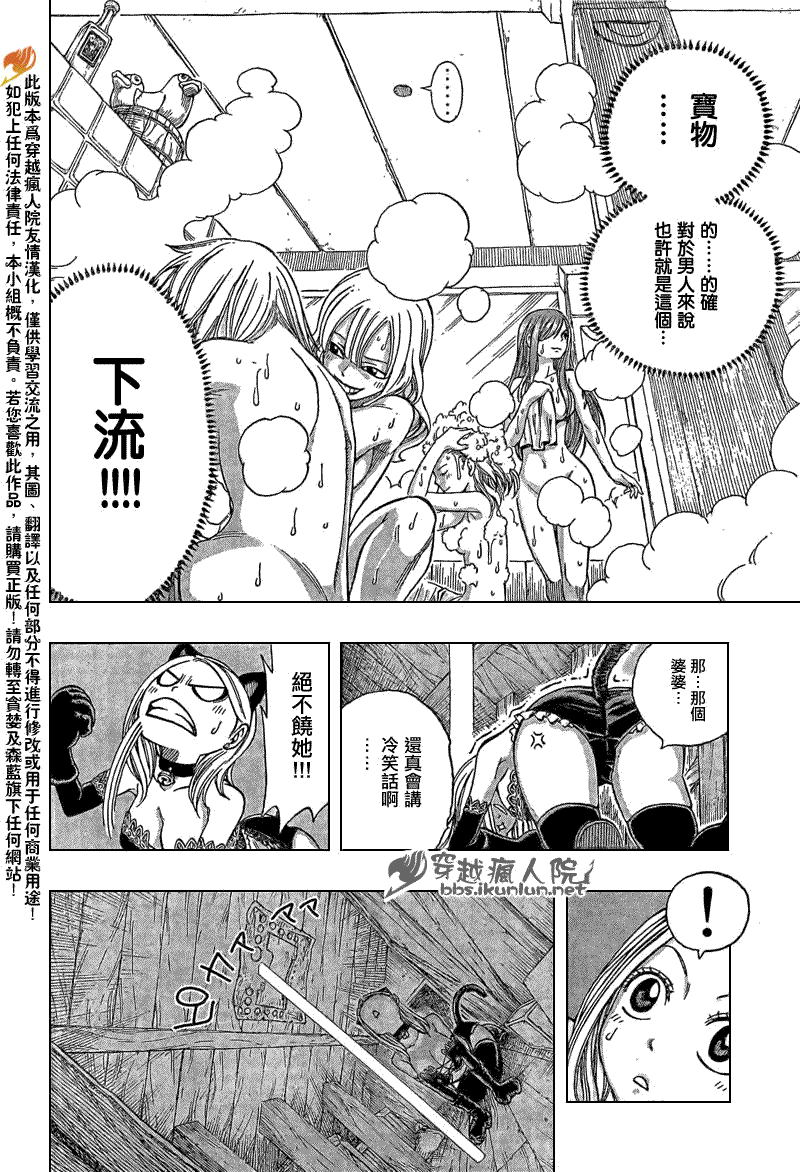 ……
寶物
……
的……的確
對於男人來說
也許就是這個…
下流!!!!
那…那個
婆婆…
還真會講
冷笑話啊
……
絕不饒她!!!
!
ピカァァァ
穿越瘋人院
bbs.ikunlun.net
此版本爲穿越瘋人院友情漢化，僅供學習交流之用，其圖、翻譯以及任何部分不得進行修改或用于任何商業用途！
如犯上任何法律責任，本小組概不負責。若您喜歡此作品，請購買正版！請勿轉至貪婪及森藍旗下任何網站！